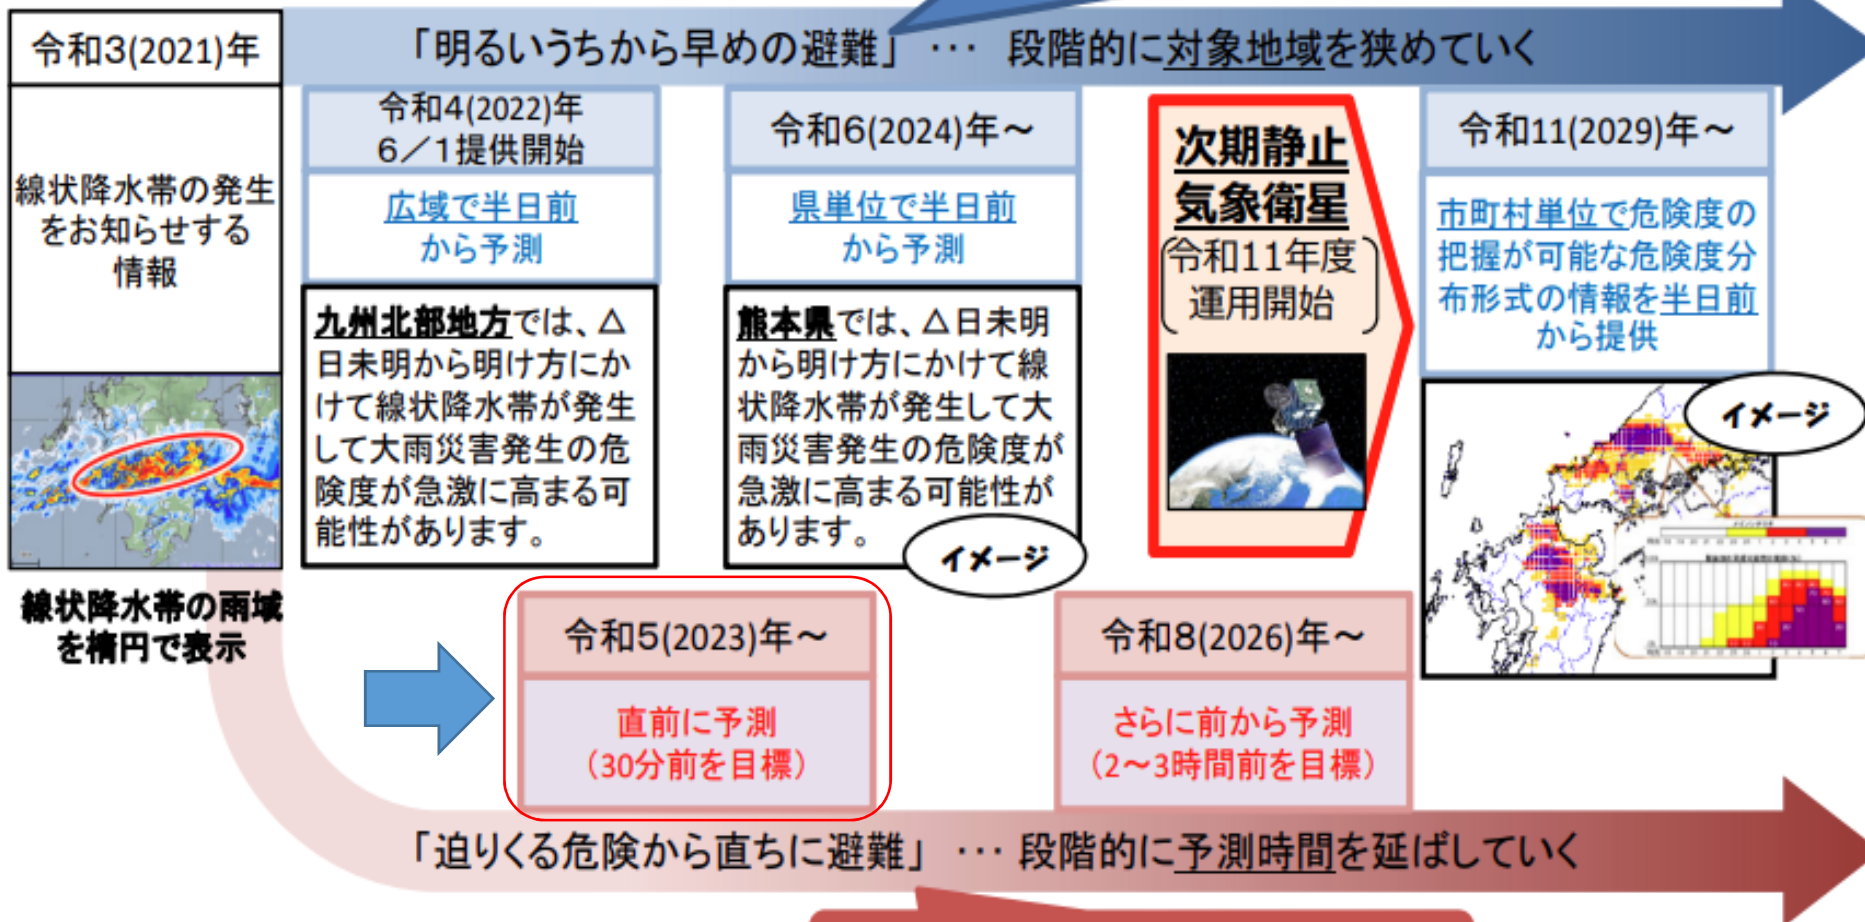 令和3(2021)年
「明るいうちから早めの避難」 ･･･ 段階的に対象地域を狭めていく
線状降水帯の発生
をお知らせする
情報
線状降水帯の雨域
を楕円で表示
令和4(2022)年
6／1提供開始
広域で半日前
から予測
九州北部地方では、△
日未明から明け方にか
けて線状降水帯が発生
して大雨災害発生の危
険度が急激に高まる可
能性があります。
令和6(2024)年～
県単位で半日前
から予測
熊本県では、△日未明
から明け方にかけて線
状降水帯が発生して大
雨災害発生の危険度が
急激に高まる可能性が
あります。
イメージ
次期静止
気象衛星
令和11年度
運用開始
令和11(2029)年～
市町村単位で危険度の
把握が可能な危険度分
布形式の情報を半日前
から提供
イメージ
令和5(2023)年～
直前に予測
（30分前を目標）
令和8(2026)年～
さらに前から予測
（2～3時間前を目標）
「迫りくる危険から直ちに避難」 ･･･ 段階的に予測時間を延ばしていく